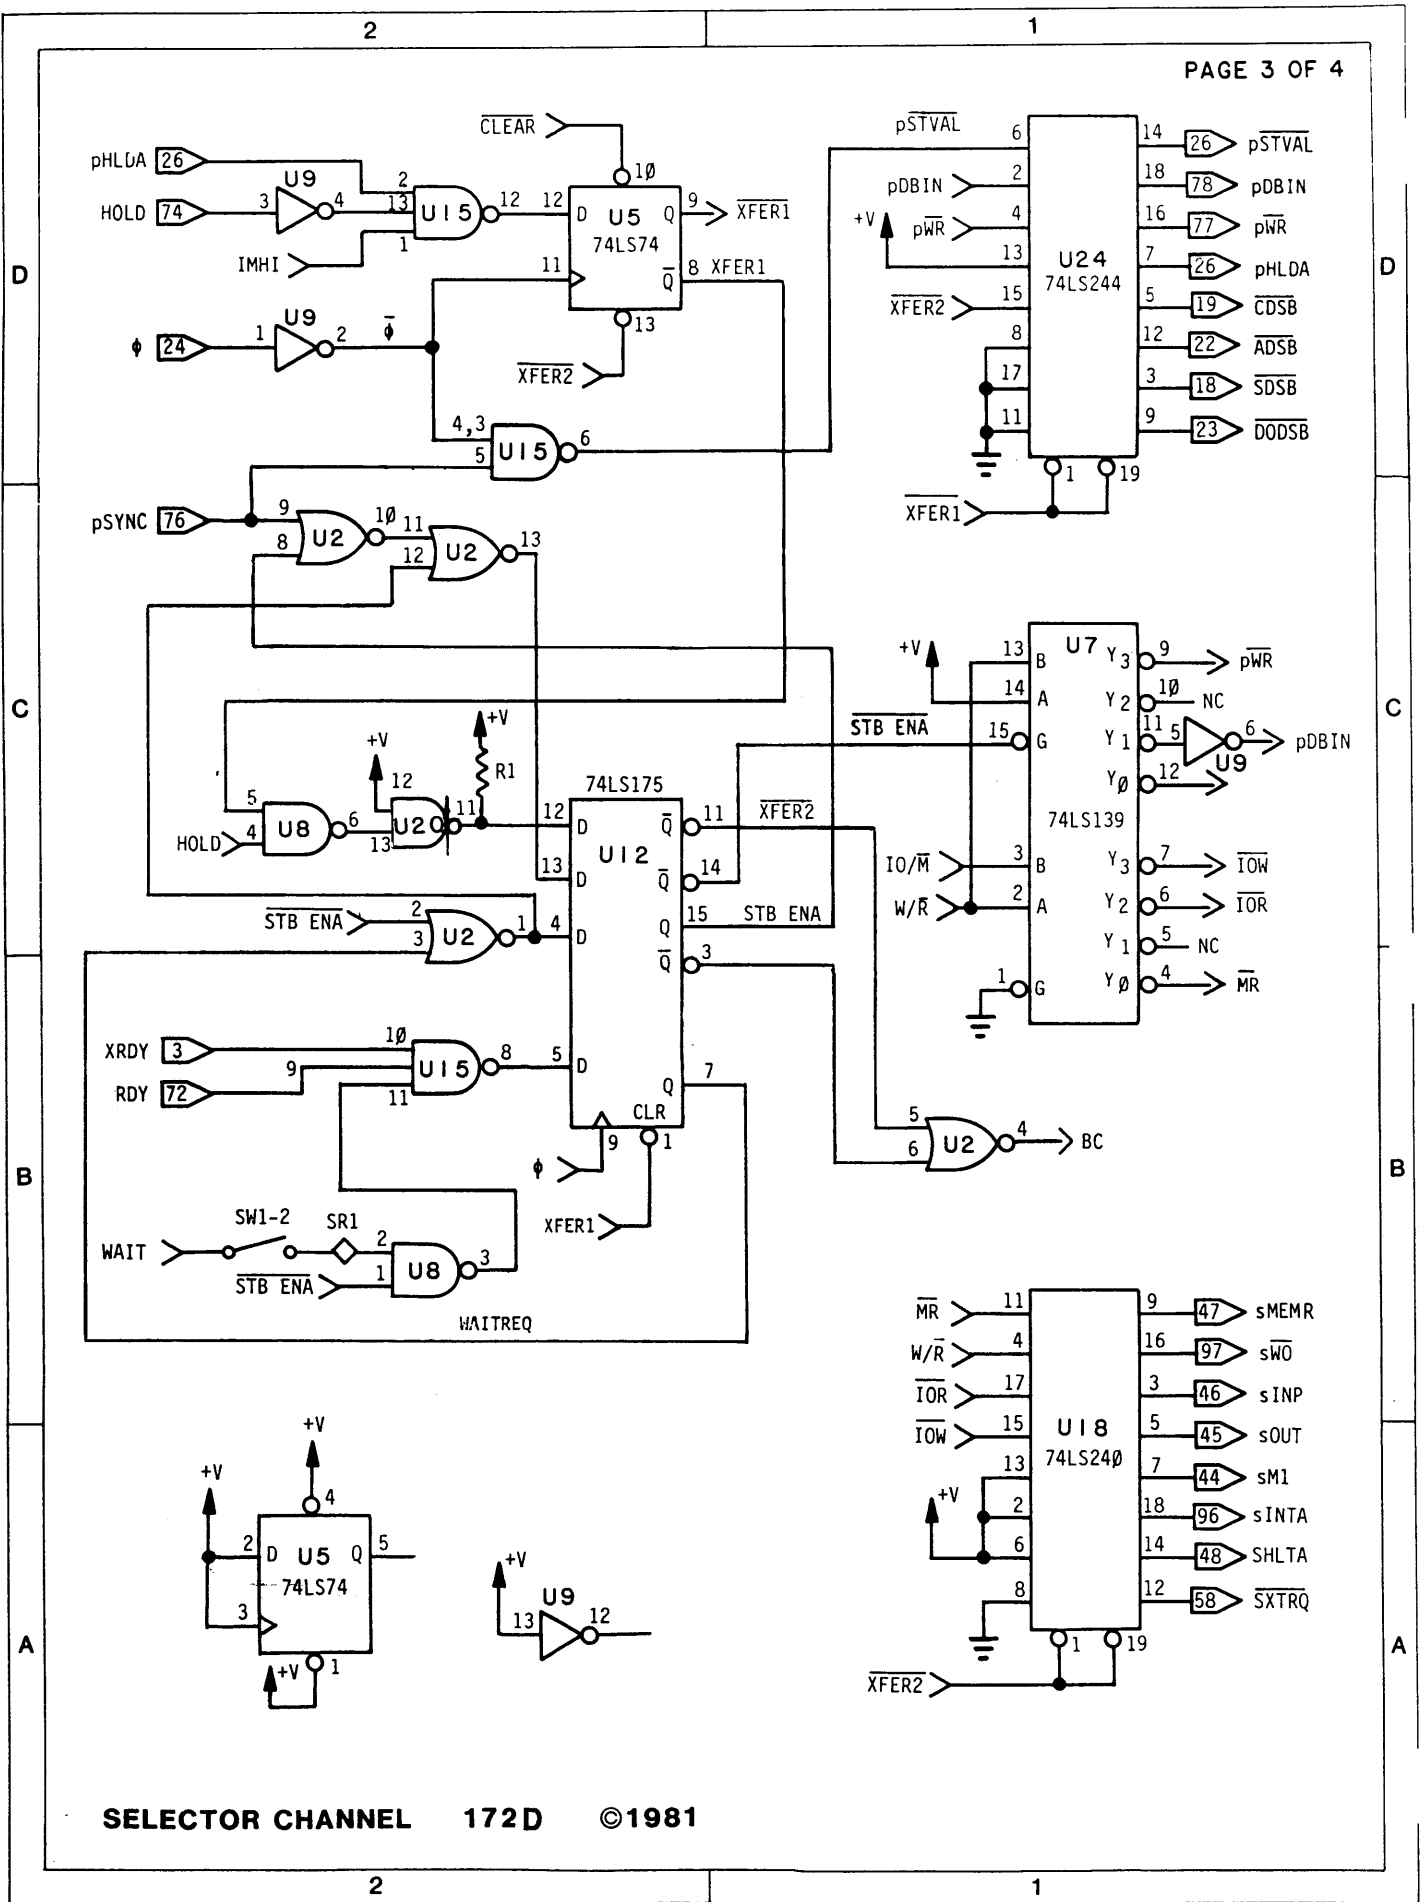 2 1
PAGE 3 OF 4
D
D
C
C
B
B
A
A
CLEAR
pHLDA 26
HOLD 74
IMHI
U9
3 4
2
13
1
U15
12
12 D
U5
74LS74
10
Q 9 XFER1
11
Q 8 XFER1
13
XFER2
ϕ 24
1 U9 2
ϕ
4,3
5
U15
6
pSYNC 76
9
8
U2
10 11
12
U2
13
pSTVAL
6
pDBIN 2
+V
pWR 4
13
XFER2 15
8
17
11
U24
74LS244
14 26 pSTVAL
18 78 pDBIN
16 77 pWR
7 26 pHLDA
5 19 CDSB
12 22 ADSB
3 18 SDSB
9 23 DODSB
1 19
XFER1
+V
13 B
14 A
STB ENA 15 G
U7
74LS139
Y3 9 pWR
Y2 10 NC
Y1 11 5 U9 6 pDBIN
Y0 12
IO/M 3 B
W/R 2 A
1 G
Y3 7 IOW
Y2 6 IOR
Y1 5 NC
Y0 4 MR
+V
+V
R1
5
HOLD 4
U8
6
12
13
U20
11
74LS175
U12
12 D
13 D
4 D
5 D
Q 11 XFER2
Q 14
Q 15 STB ENA
Q 3
Q 7
CLR
9 1
ϕ
XFER1
STB ENA 2
3
U2
1
XRDY 3
RDY 72
10
9
11
U15
8
5
6
U2
4
BC
SW1-2
SR1
WAIT
2
STB ENA 1
U8
3
WAITREQ
MR 11
W/R 4
IOR 17
IOW 15
13
+V
2
6
8
U18
74LS240
9 47 sMEMR
16 97 sWO
3 46 sINP
5 45 sOUT
7 44 sM1
18 96 sINTA
14 48 SHLTA
12 58 SXTRQ
1 19
XFER2
+V
+V
4
2 D
U5
74LS74
Q 5
3
+V
1
+V
U9
13 12
SELECTOR CHANNEL 172D ©1981
2 1